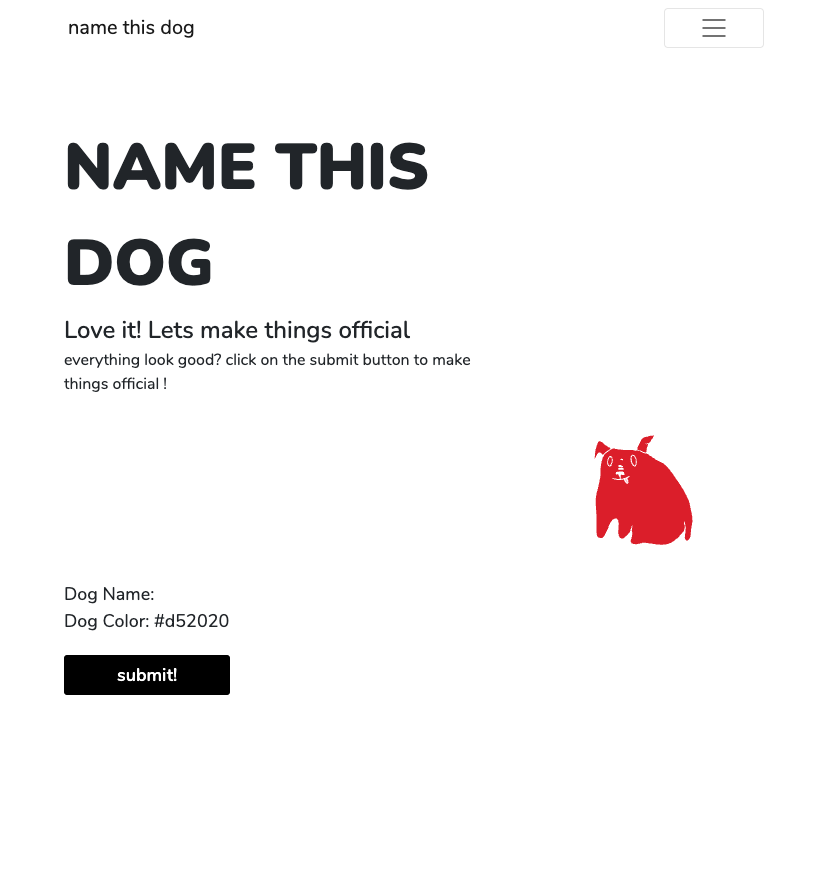 name this dog
NAME THIS
DOG
Love it! Lets make things official
everything look good? click on the submit button to make
things official !
Dog Name:
Dog Color: #d52020
submit!